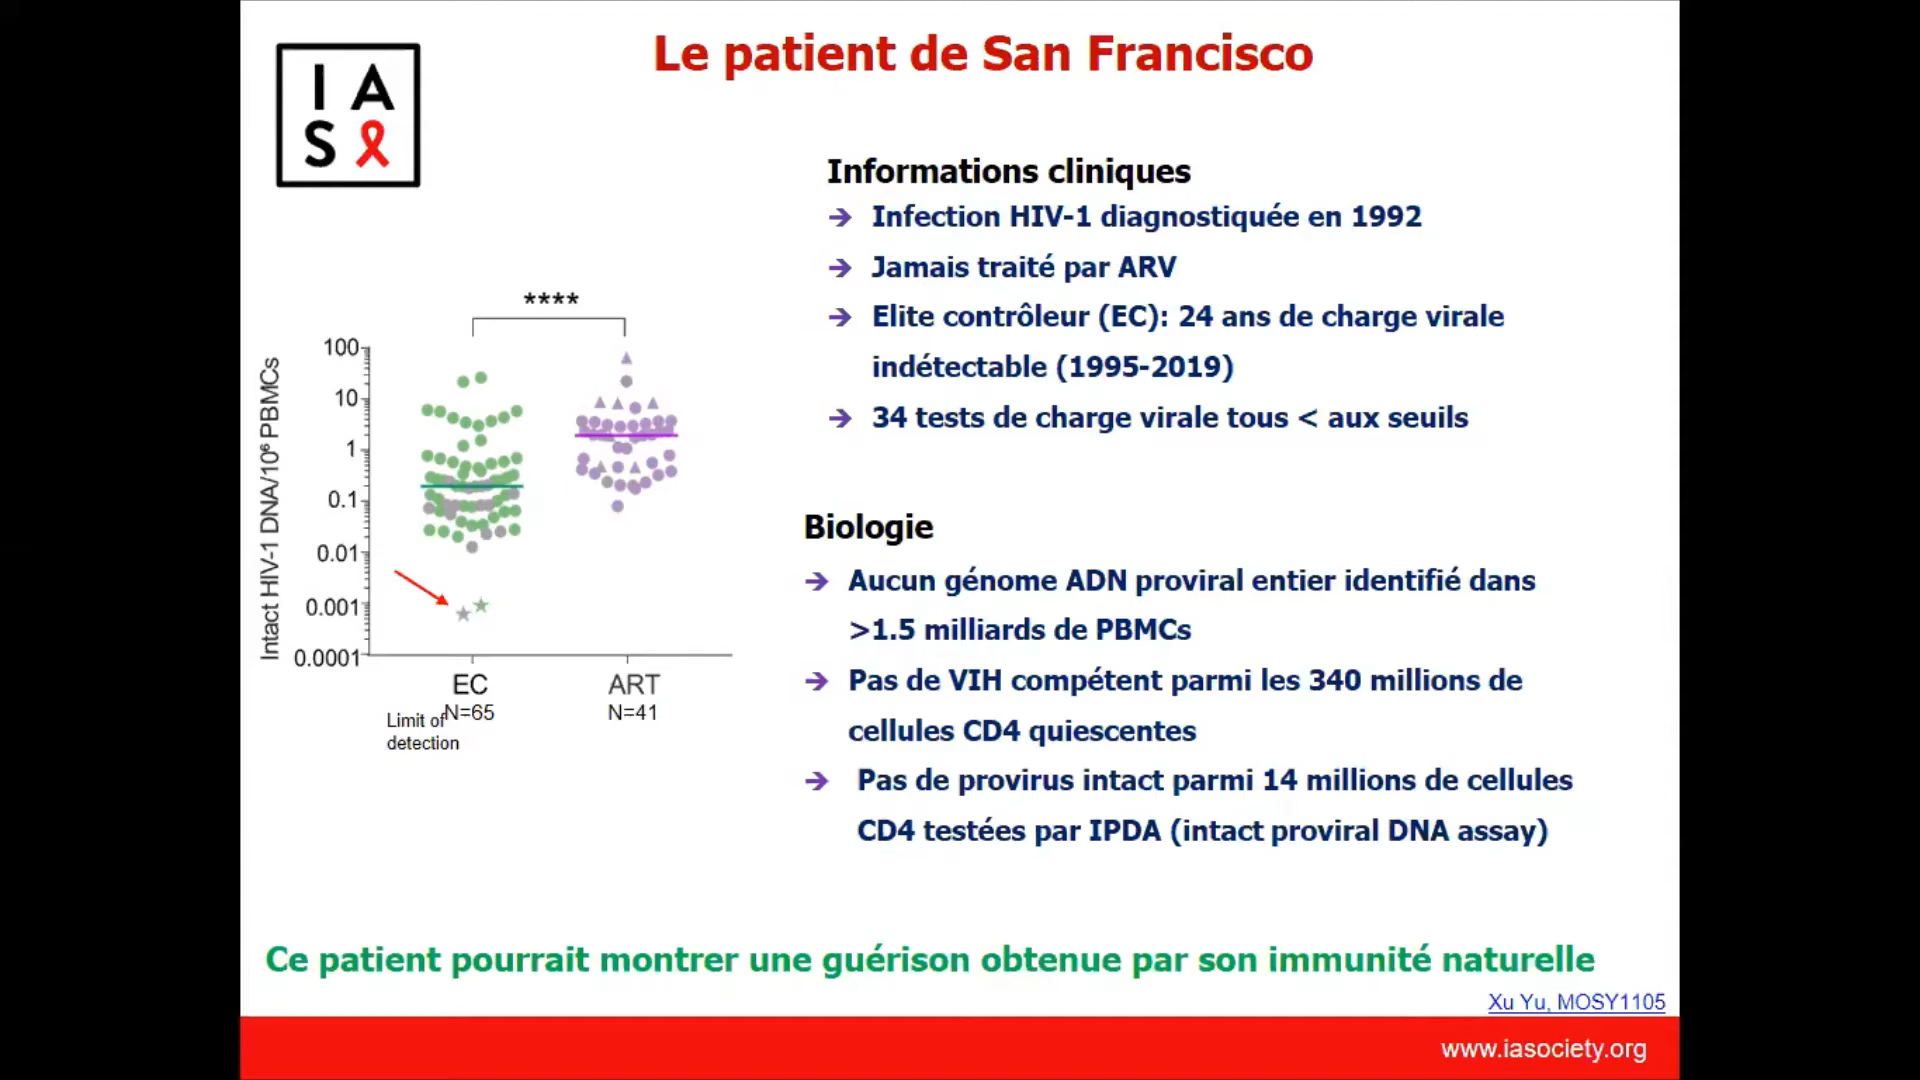 Le patient de San Francisco
I A
S
Informations cliniques
➔ Infection HIV-1 diagnostiquée en 1992
➔ Jamais traité par ARV
➔ Elite contrôleur (EC): 24 ans de charge virale
indétectable (1995-2019)
➔ 34 tests de charge virale tous < aux seuils
****
Intact HIV-1 DNA/10⁶ PBMCs
100
10
1
0.1
0.01
0.001
0.0001
EC
ART
N=65
N=41
Limit of
detection
Biologie
➔ Aucun génome ADN proviral entier identifié dans
>1.5 milliards de PBMCs
➔ Pas de VIH compétent parmi les 340 millions de
cellules CD4 quiescentes
➔ Pas de provirus intact parmi 14 millions de cellules
CD4 testées par IPDA (intact proviral DNA assay)
Ce patient pourrait montrer une guérison obtenue par son immunité naturelle
Xu Yu, MOSY1105
www.iasociety.org